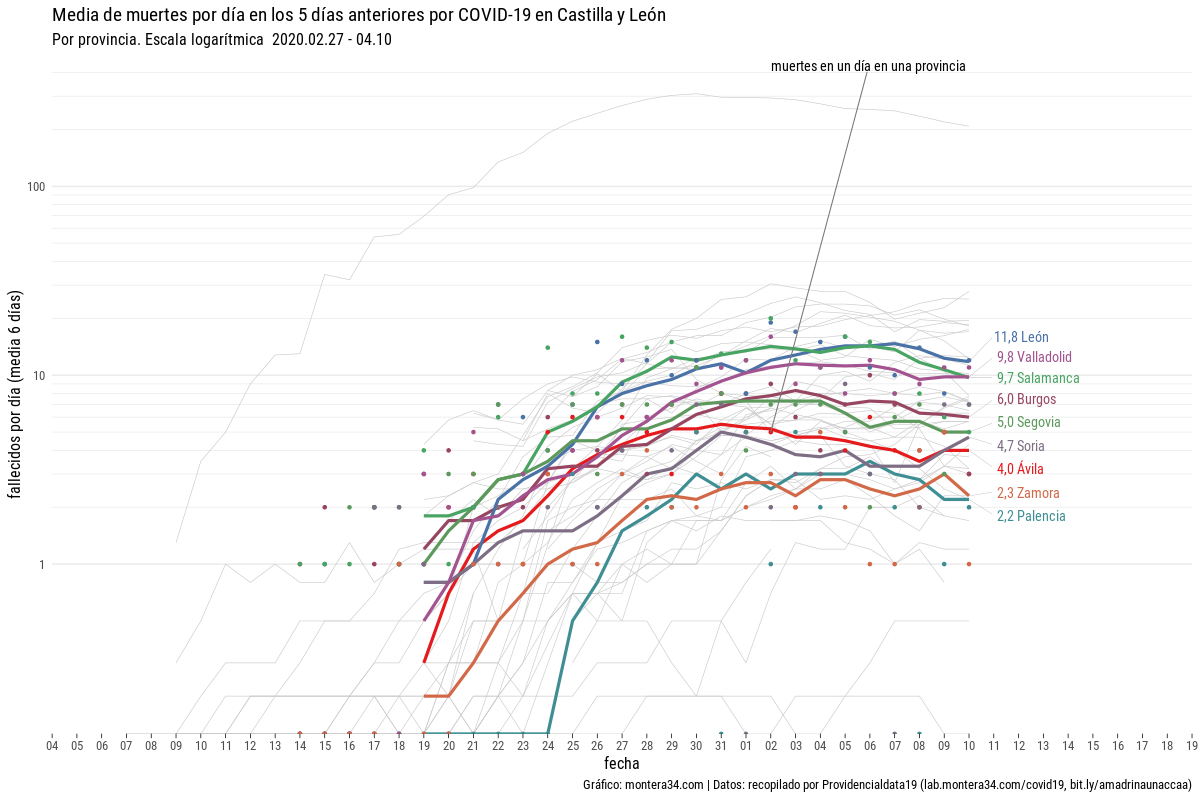 Media de muertes por día en los 5 días anteriores por COVID-19 en Castilla y León
Por provincia. Escala logarítmica  2020.02.27 - 04.10
muertes en un día en una provincia
fallecidos por día (media 6 días)
100
10
1
11,8 León
9,8 Valladolid
9,7 Salamanca
6,0 Burgos
5,0 Segovia
4,7 Soria
4,0 Ávila
2,3 Zamora
2,2 Palencia
04 05 06 07 08 09 10 11 12 13 14 15 16 17 18 19 20 21 22 23 24 25 26 27 28 29 30 31 01 02 03 04 05 06 07 08 09 10 11 12 13 14 15 16 17 18 19
fecha
Gráfico: montera34.com | Datos: recopilado por Providencialdata19 (lab.montera34.com/covid19, bit.ly/amadrinaunaccaa)